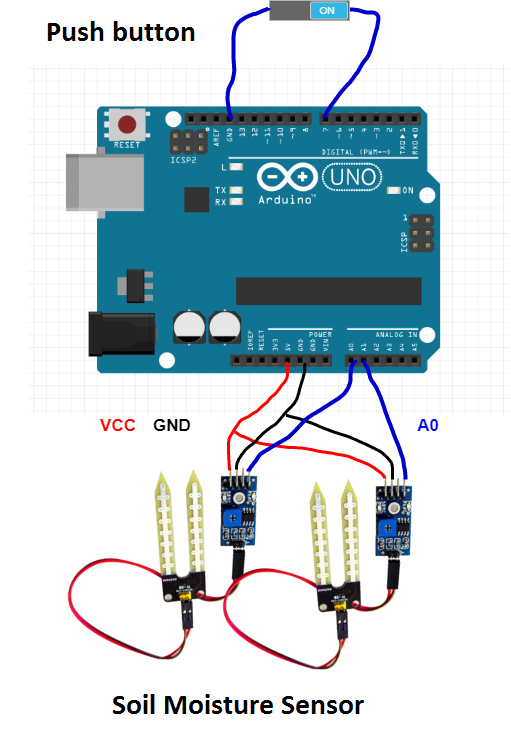 ON
Push button
RESET
ICSP2
AREF
GND
13
12
~11
~10
~9
8
7
~6
~5
4
~3
2
TX0▶1
RX0◀0
DIGITAL (PWM=~)
L
TX
RX
Arduino™
UNO
ON
1
ICSP
POWER
ANALOG IN
IOREF
RESET
3V3
5V
GND
GND
VIN
A0
A1
A2
A3
A4
A5
VCC GND
A0
Soil Moisture Sensor